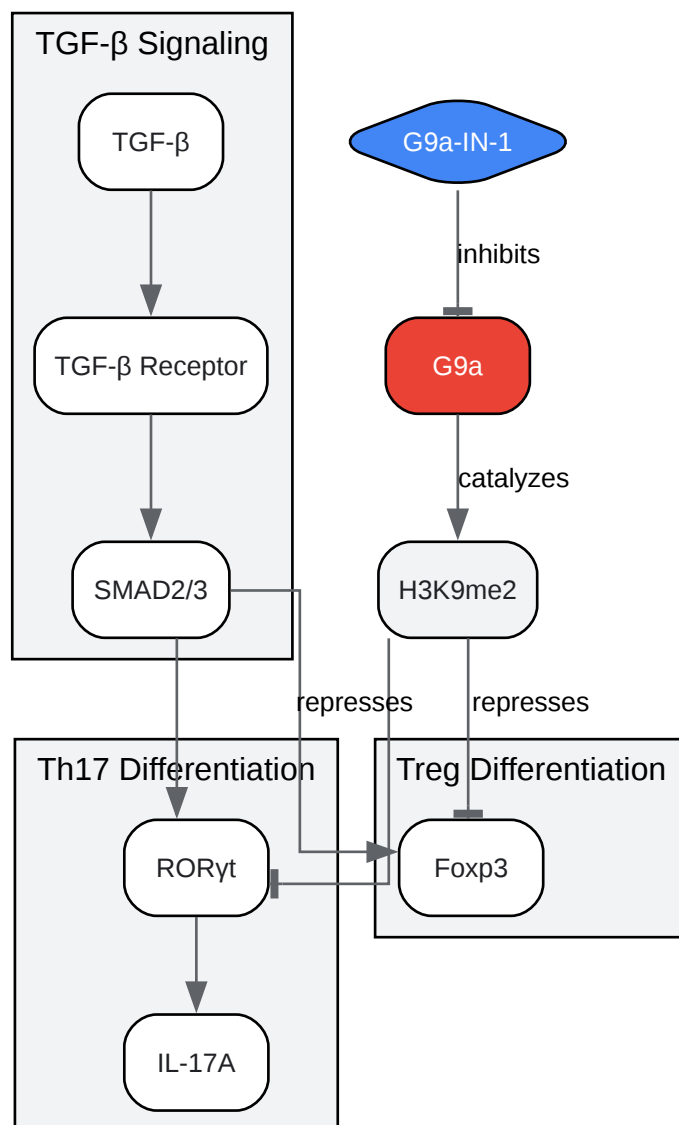 TGF-β Signaling
TGF-β
G9a-IN-1
inhibits
TGF-β Receptor
G9a
catalyzes
SMAD2/3
H3K9me2
represses
represses
Th17 Differentiation
Treg Differentiation
RORγt
Foxp3
IL-17A